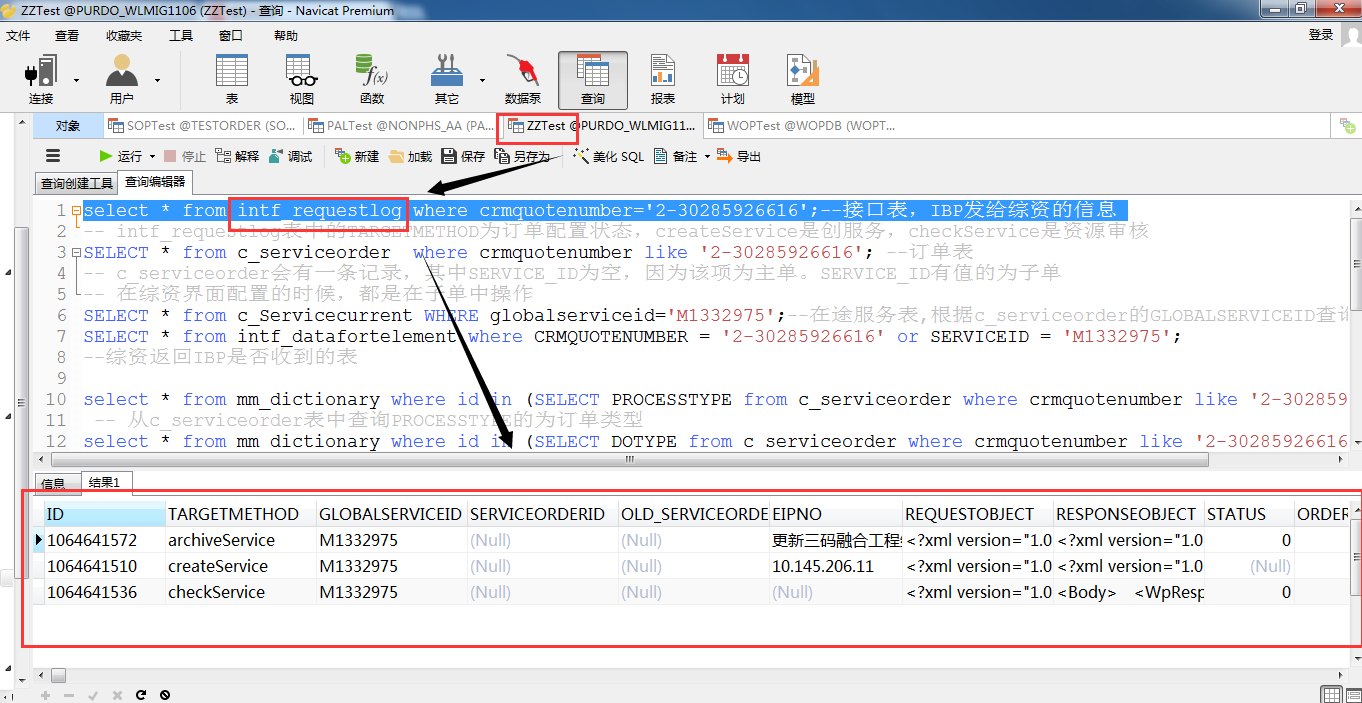 ZZTest @PURDO_WLMIG1106 (ZZTest) - 查询 - Navicat Premium
文件 查看 收藏夹 工具 窗口 帮助 登录
连接 用户 表 视图 函数 其它 数据泵 查询 报表 计划 模型
对象 SOPTest @TESTORDER (SO... PALTest @NONPHS_AA (PA... ZZTest @PURDO_WLMIG11... WOPTest @WOPDB (WOPT...
运行 停止 解释 调试 新建 加载 保存 另存为 美化 SQL 备注 导出
查询创建工具 查询编辑器
1 select * from intf_requestlog where crmquotenumber='2-30285926616';--接口表，IBP发给综资的信息
2 -- intf_requestlog表中的TARGETMETHOD为订单配置状态，createService是创服务，checkService是资源审核
3 SELECT * from c_serviceorder where crmquotenumber like '2-30285926616'; --订单表
4 -- c_serviceorder会有一条记录，其中SERVICE_ID为空，因为该项为主单。SERVICE_ID有值的为子单
5 -- 在综资界面配置的时候，都是在子单中操作
6 SELECT * from c_Servicecurrent WHERE globalserviceid='M1332975';--在途服务表,根据c_serviceorder的GLOBALSERVICEID查询
7 SELECT * from intf_datafortelement where CRMQUOTENUMBER = '2-30285926616' or SERVICEID = 'M1332975';
8 --综资返回IBP是否收到的表
9
10 select * from mm_dictionary where id in (SELECT PROCESSTYPE from c_serviceorder where crmquotenumber like '2-302859
11 -- 从c_serviceorder表中查询PROCESSTYPE的为订单类型
12 select * from mm_dictionary where id in (SELECT DOTYPE from c_serviceorder where crmquotenumber like '2-30285926616
信息 结果1
ID TARGETMETHOD GLOBALSERVICEID SERVICEORDERID OLD_SERVICEORDE EIPNO REQUESTOBJECT RESPONSEOBJECT STATUS ORDER
1064641572 archiveService M1332975 (Null) (Null) 更新三码融合工程 <?xml version="1.0 <?xml version="1.0 0
1064641510 createService M1332975 (Null) (Null) 10.145.206.11 <?xml version="1.0 <?xml version="1.0 (Null)
1064641536 checkService M1332975 (Null) (Null) (Null) <?xml version="1.0 <Body> <WpResp 0